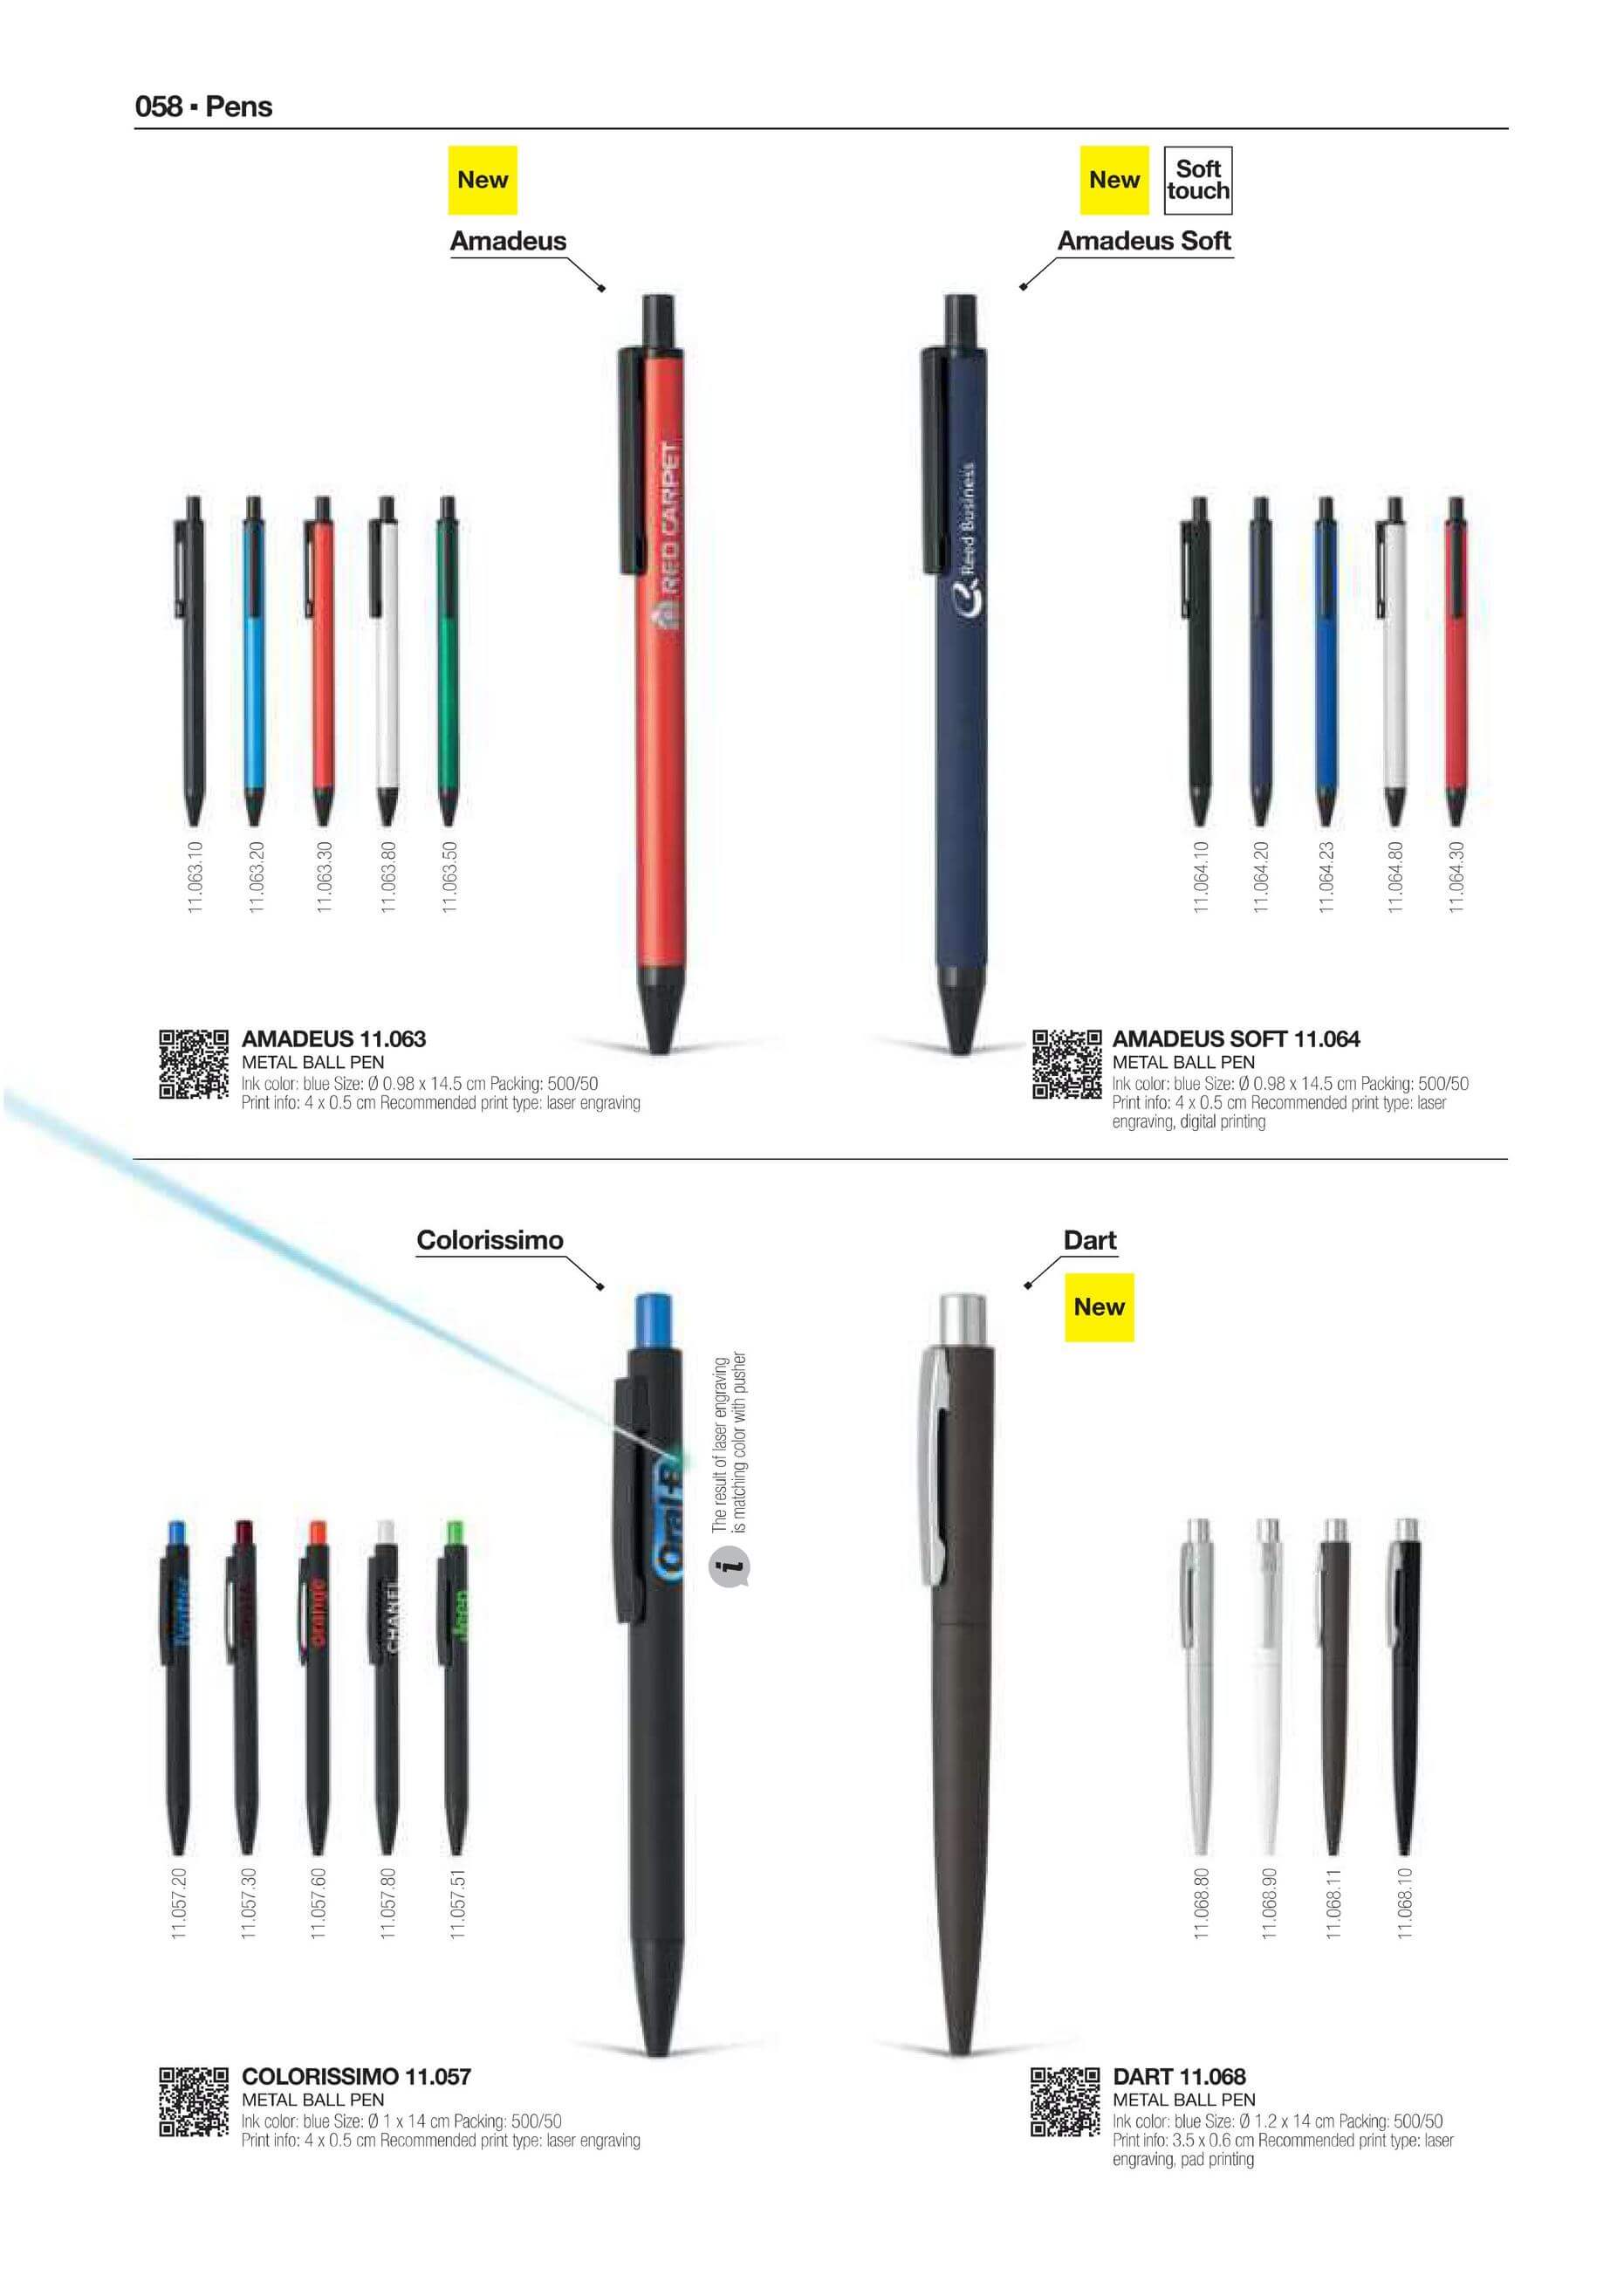 058 ▪ Pens
New
Amadeus
New
Soft
touch
Amadeus Soft
RED CARPET
Reed Business
11.063.10
11.063.20
11.063.30
11.063.80
11.063.50
11.064.10
11.064.20
11.064.23
11.064.80
11.064.30
AMADEUS 11.063
METAL BALL PEN
Ink color: blue Size: Ø 0.98 x 14.5 cm Packing: 500/50
Print info: 4 x 0.5 cm Recommended print type: laser engraving
AMADEUS SOFT 11.064
METAL BALL PEN
Ink color: blue Size: Ø 0.98 x 14.5 cm Packing: 500/50
Print info: 4 x 0.5 cm Recommended print type: laser
engraving, digital printing
Colorissimo
Dart
New
The result of laser engraving
is matching color with pusher
i
Oral-B
twitter
orange
CHANEL
11.057.20
11.057.30
11.057.60
11.057.80
11.057.51
11.068.80
11.068.90
11.068.11
11.068.10
COLORISSIMO 11.057
METAL BALL PEN
Ink color: blue Size: Ø 1 x 14 cm Packing: 500/50
Print info: 4 x 0.5 cm Recommended print type: laser engraving
DART 11.068
METAL BALL PEN
Ink color: blue Size: Ø 1.2 x 14 cm Packing: 500/50
Print info: 3.5 x 0.6 cm Recommended print type: laser
engraving, pad printing